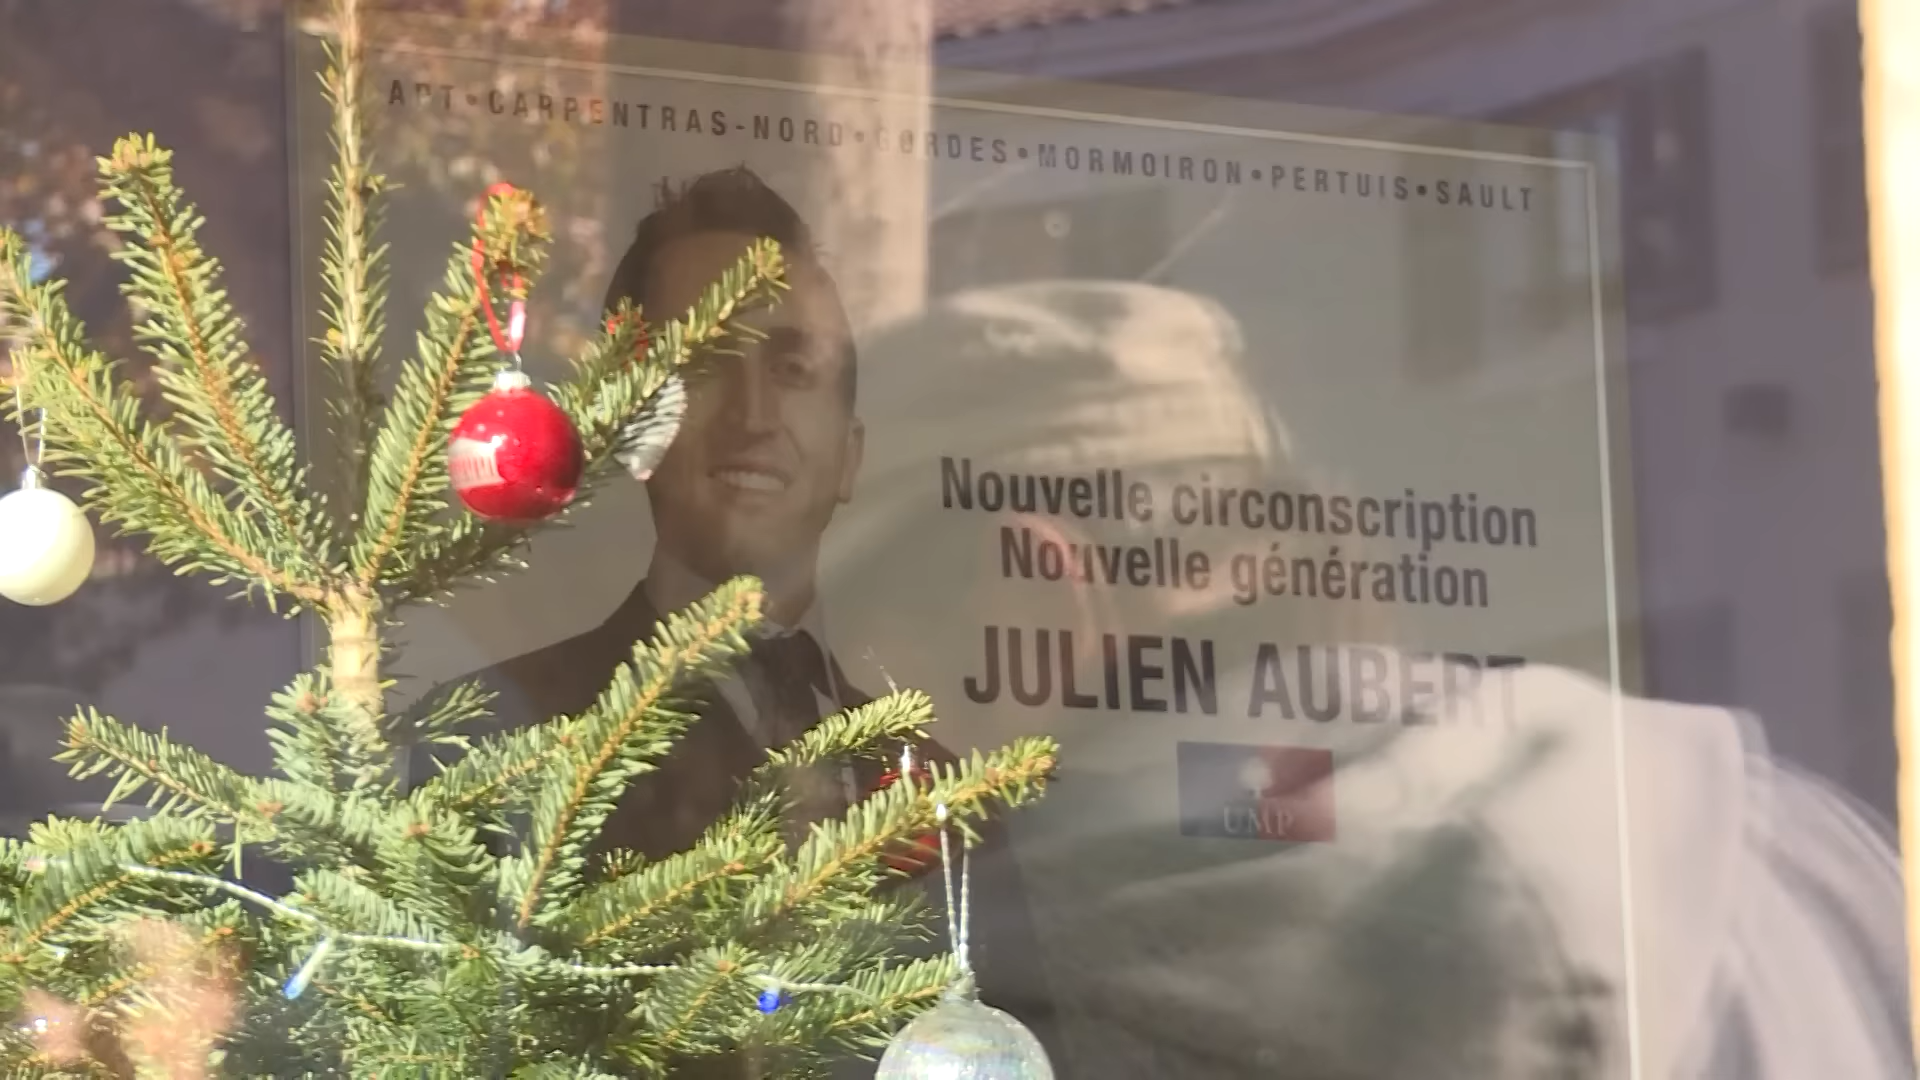 APT•CARPENTRAS-NORD•GORDES•MORMOIRON•PERTUIS•SAULT
Nouvelle circonscription
Nouvelle génération
JULIEN AUBERT
UMP